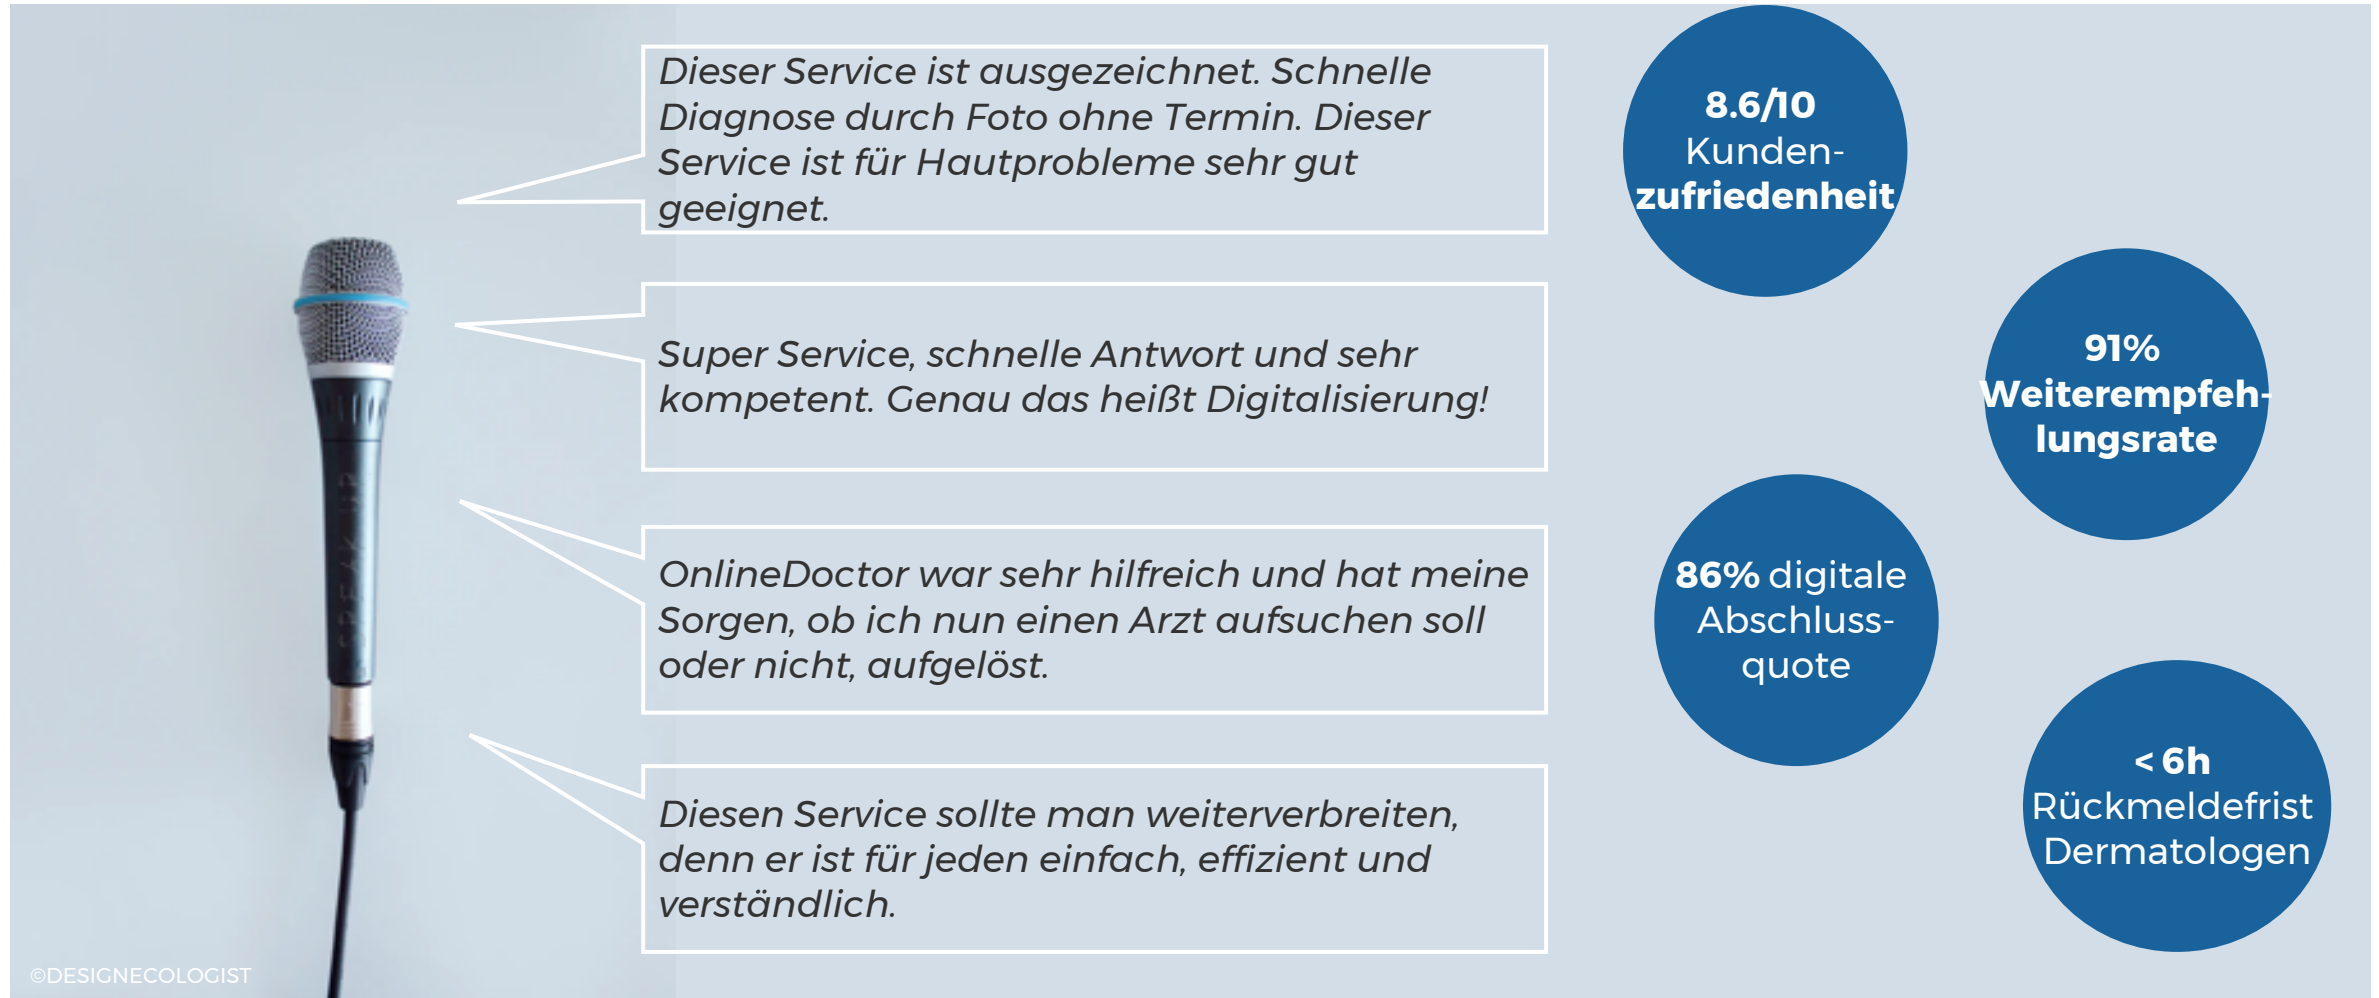 Dieser Service ist ausgezeichnet. Schnelle
Diagnose durch Foto ohne Termin. Dieser
Service ist für Hautprobleme sehr gut
geeignet.
Super Service, schnelle Antwort und sehr
kompetent. Genau das heißt Digitalisierung!
OnlineDoctor war sehr hilfreich und hat meine
Sorgen, ob ich nun einen Arzt aufsuchen soll
oder nicht, aufgelöst.
Diesen Service sollte man weiterverbreiten,
denn er ist für jeden einfach, effizient und
verständlich.
8.6/10
Kunden-
zufriedenheit
91%
Weiterempfeh-
lungsrate
86% digitale
Abschluss-
quote
< 6h
Rückmeldefrist
Dermatologen
SPEAK UP
©DESIGNECOLOGIST